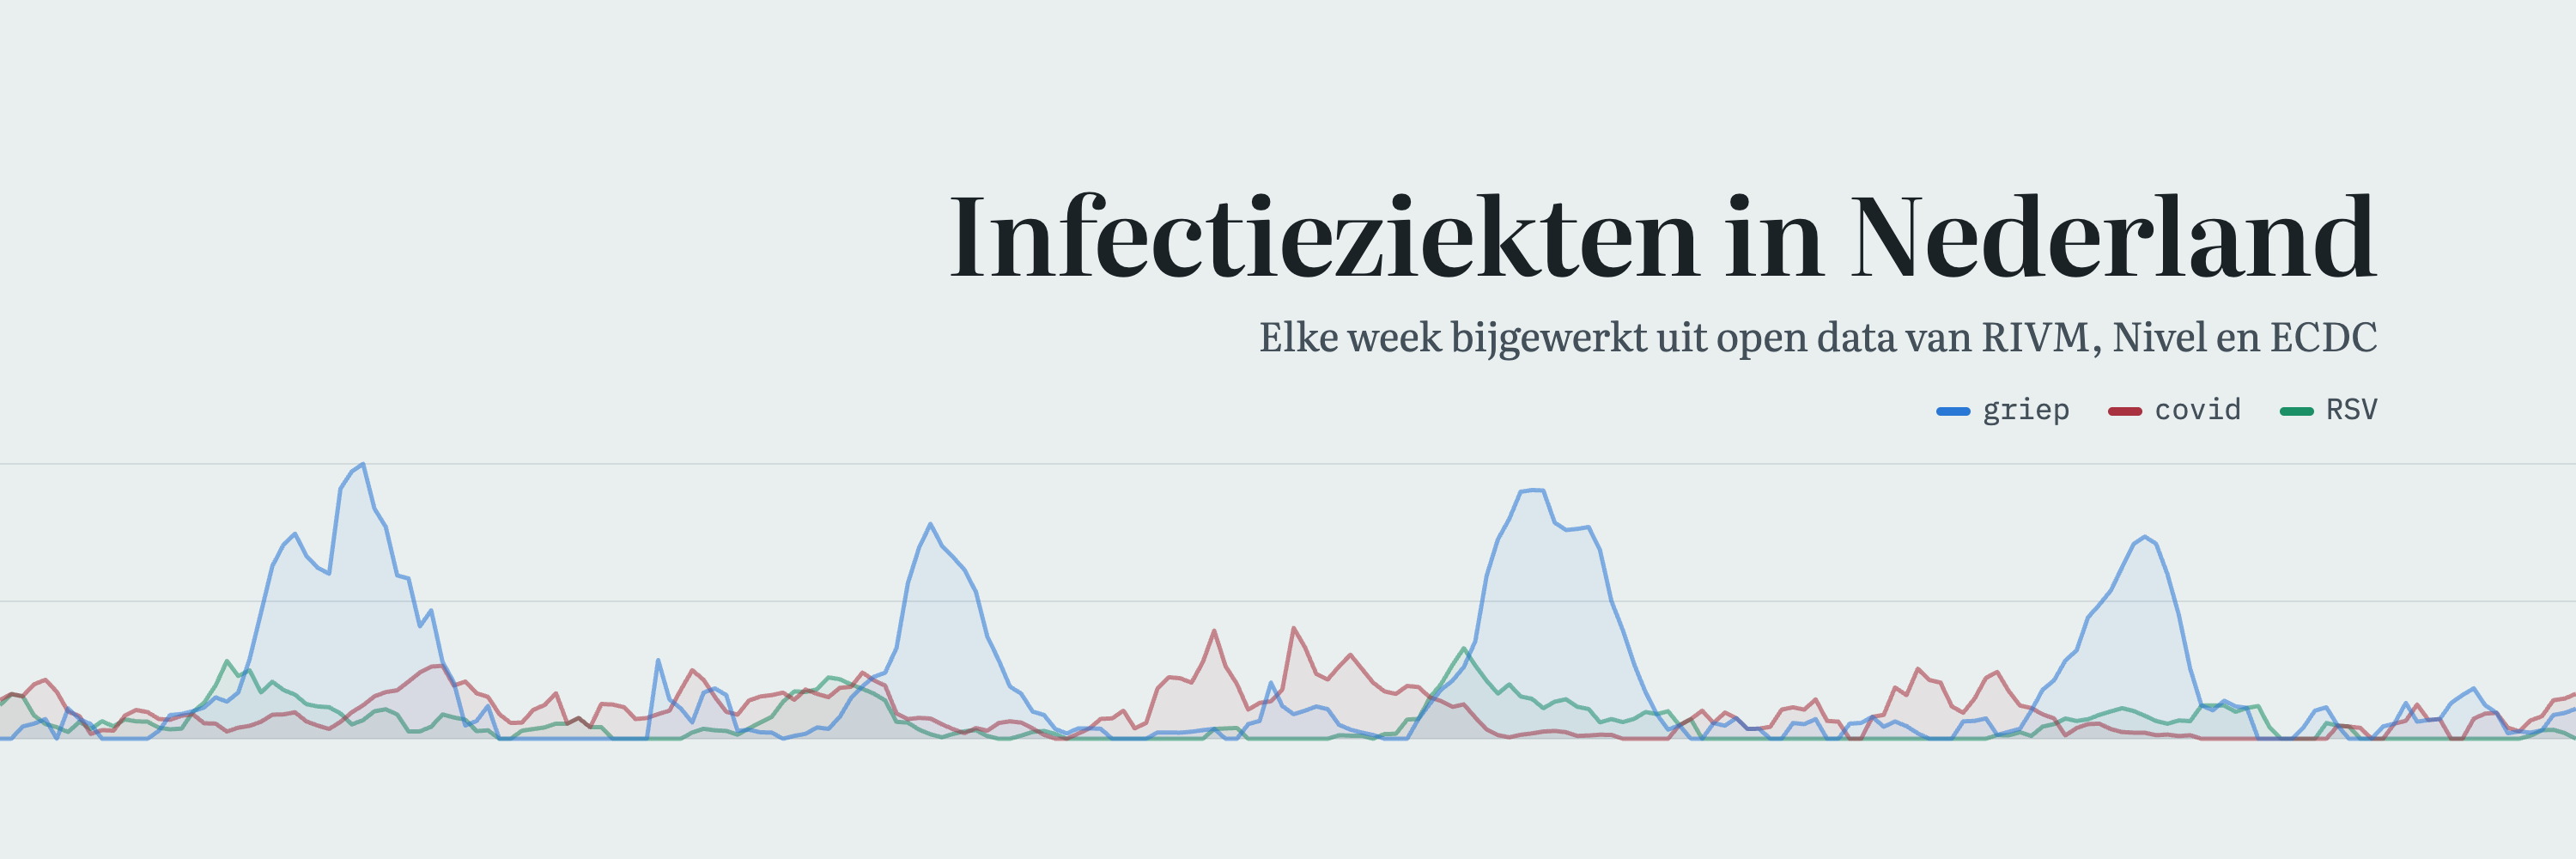 Infectieziekten in Nederland
Elke week bijgewerkt uit open data van RIVM, Nivel en ECDC
griep covid RSV